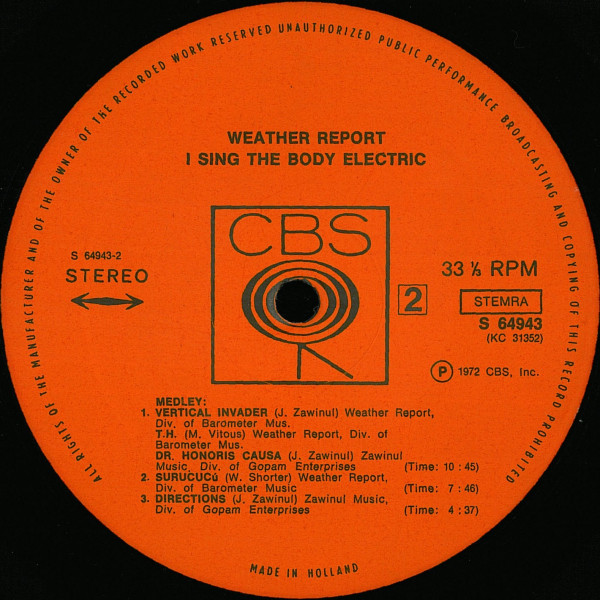 ALL RIGHTS OF THE MANUFACTURER AND OF THE OWNER OF THE RECORDED WORK RESERVED UNAUTHORIZED PUBLIC PERFORMANCE BROADCASTING AND COPYING OF THIS RECORD PROHIBITED
WEATHER REPORT
I SING THE BODY ELECTRIC
CBS
S 64943-2
STEREO
33 ⅓ RPM
2
STEMRA
S 64943
(KC 31352)
Ⓟ 1972 CBS, Inc.
MEDLEY:
1. VERTICAL INVADER (J. Zawinul) Weather Report,
Div. of Barometer Mus.
T.H. (M. Vitous) Weather Report, Div. of
Barometer Mus.
DR. HONORIS CAUSA (J. Zawinul) Zawinul
Music, Div. of Gopam Enterprises (Time: 10 : 45)
2. SURUCUCú (W. Shorter) Weather Report,
Div. of Barometer Music (Time: 7 : 46)
3. DIRECTIONS (J. Zawinul) Zawinul Music,
Div. of Gopam Enterprises (Time: 4 : 37)
MADE IN HOLLAND